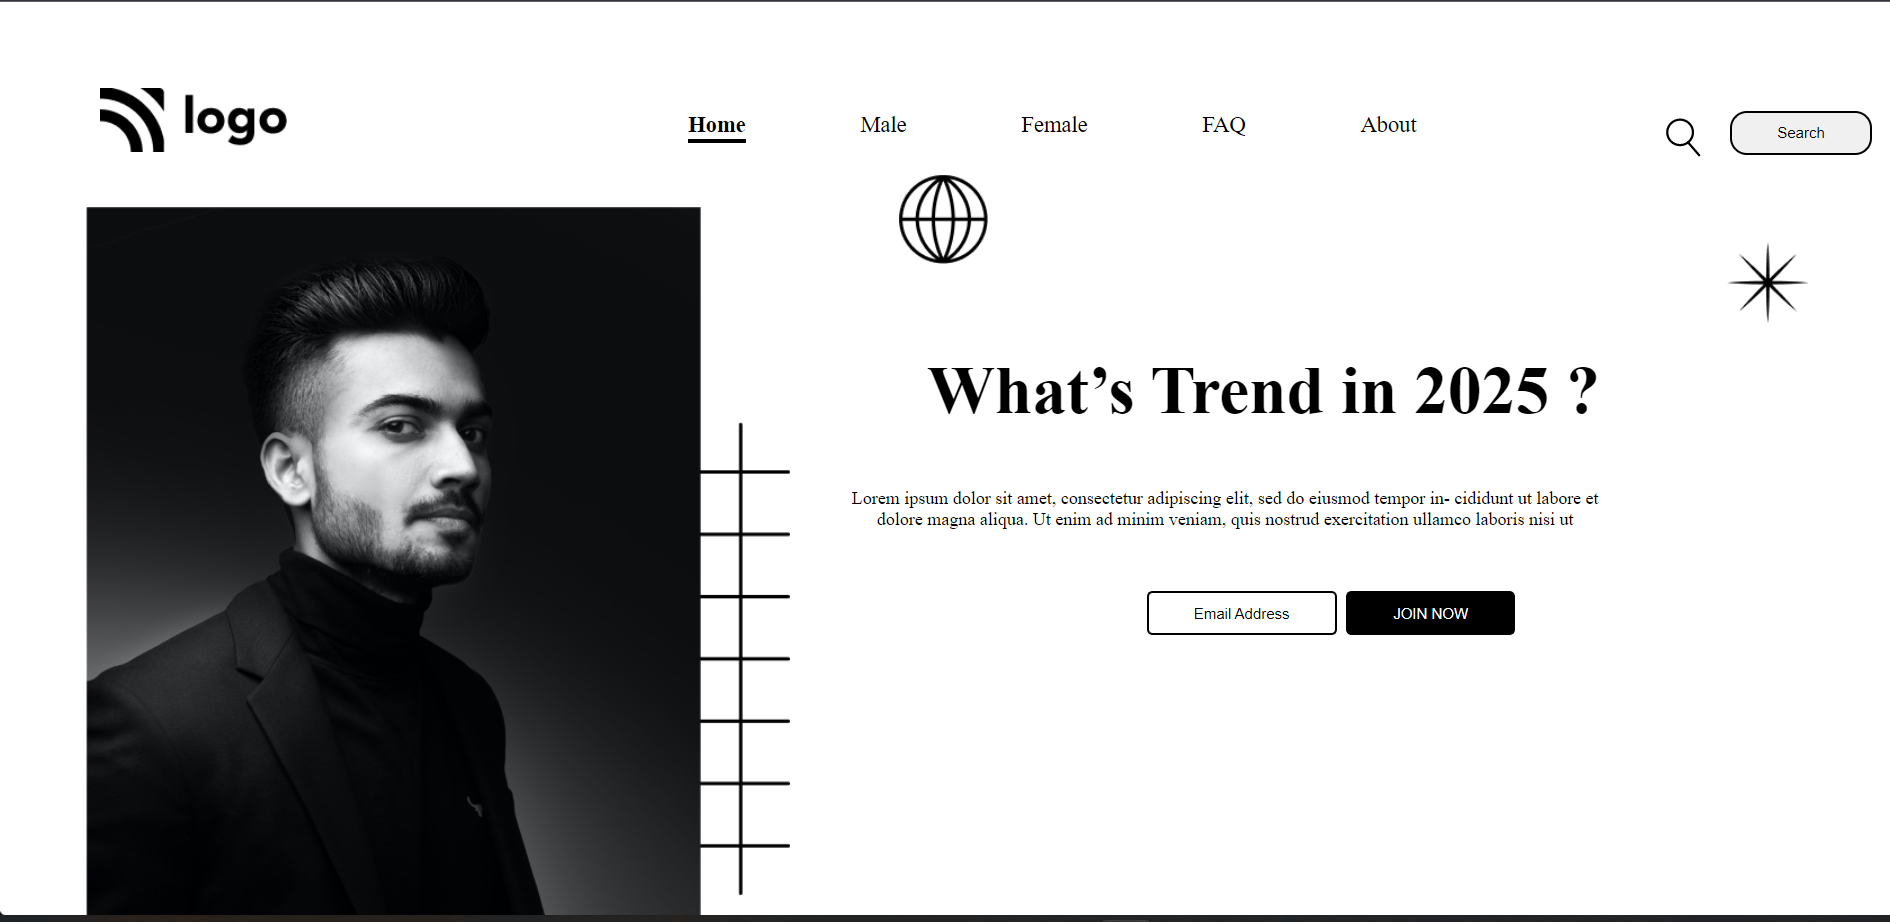 logo
Home Male Female FAQ About
Search
What’s Trend in 2025 ?
Lorem ipsum dolor sit amet, consectetur adipiscing elit, sed do eiusmod tempor in- cididunt ut labore et
dolore magna aliqua. Ut enim ad minim veniam, quis nostrud exercitation ullamco laboris nisi ut
Email Address
JOIN NOW